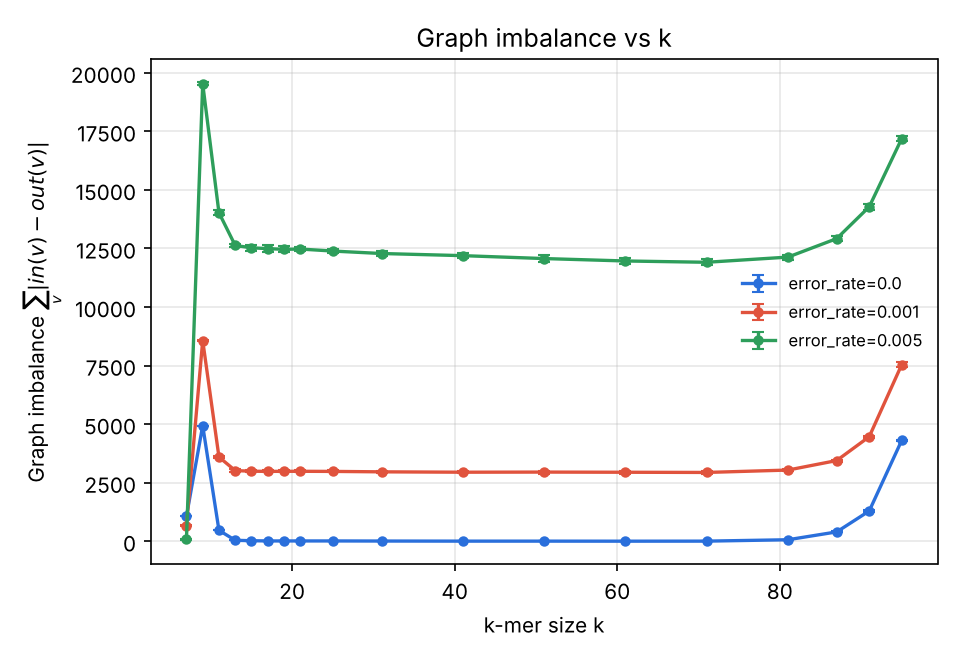 Graph imbalance vs k
20000
17500
15000
12500
10000
7500
5000
2500
0
Graph imbalance ∑_v |in(v) − out(v)|
error_rate=0.0
error_rate=0.001
error_rate=0.005
20 40 60 80
k-mer size k